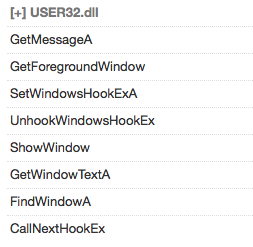 [+] USER32.dll
GetMessageA
GetForegroundWindow
SetWindowsHookExA
UnhookWindowsHookEx
ShowWindow
GetWindowTextA
FindWindowA
CallNextHookEx